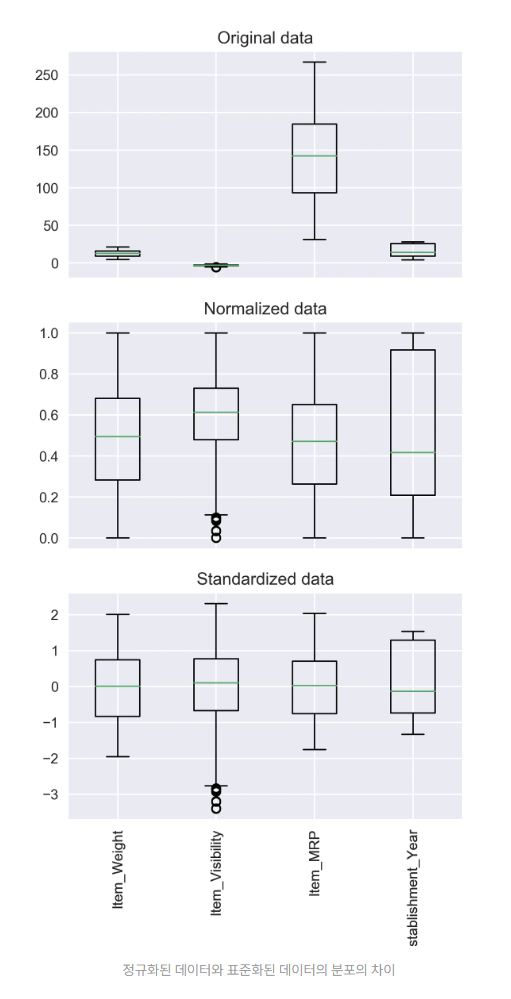 Original data
250
200
150
100
50
0
Normalized data
1.0
0.8
0.6
0.4
0.2
0.0
Standardized data
2
1
0
−1
−2
−3
Item_Weight
Item_Visibility
Item_MRP
stablishment_Year
정규화된 데이터와 표준화된 데이터의 분포의 차이